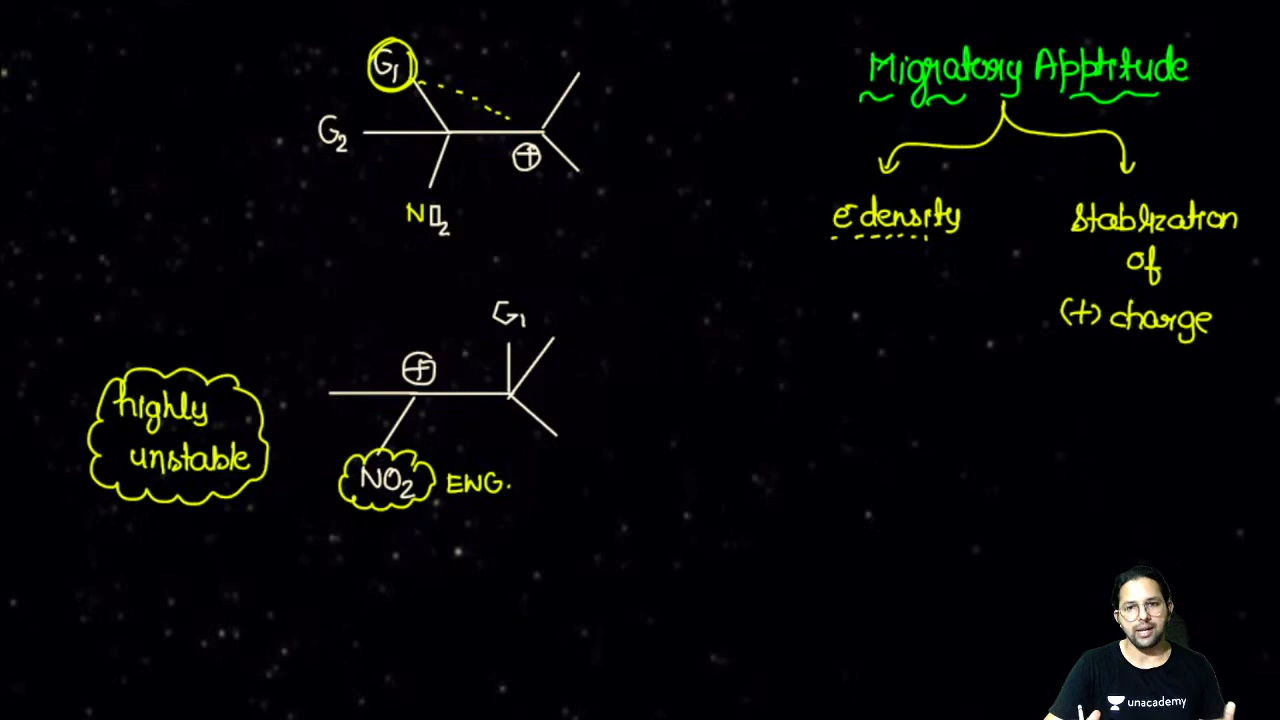 G₁
G₂
⊕
NO₂
Migratory Apptitude
e⁻density
Stablization
of
(+) charge
G₁
⊕
highly
unstable
NO₂ EWG.
unacademy